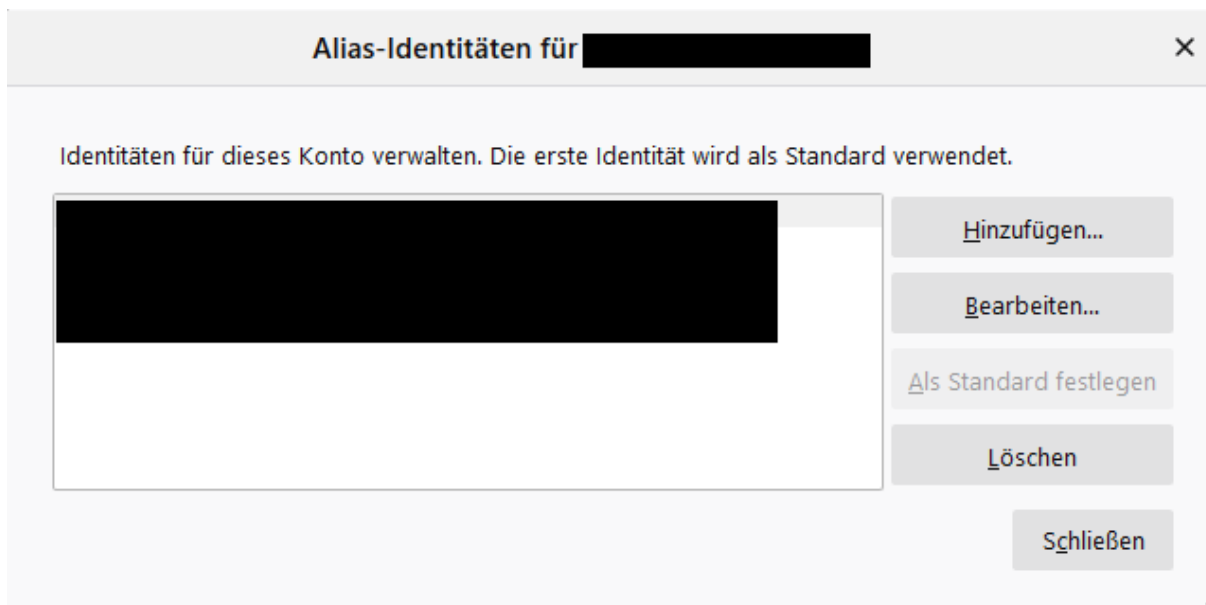 Alias-Identitäten für
Identitäten für dieses Konto verwalten. Die erste Identität wird als Standard verwendet.
Hinzufügen...
Bearbeiten...
Als Standard festlegen
Löschen
Schließen